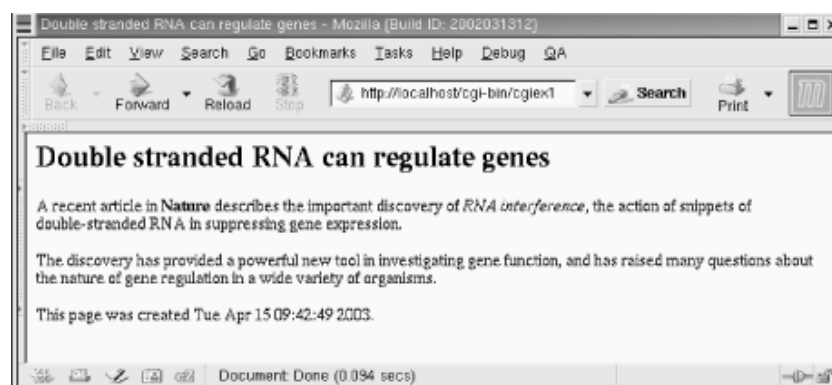 Double stranded RNA can regulate genes - Mozilla {Build ID: 2002031312}
File Edit View Search Go Bookmarks Tasks Help Debug QA
Back Forward Reload Stop http://localhost/cgi-bin/cgiex1 Search Print
Double stranded RNA can regulate genes
A recent article in Nature describes the important discovery of RNA interference, the action of snippets of
double-stranded RNA in suppressing gene expression.
The discovery has provided a powerful new tool in investigating gene function, and has raised many questions about
the nature of gene regulation in a wide variety of organisms.
This page was created Tue Apr 15 09:42:49 2003.
Document: Done (0.094 secs)